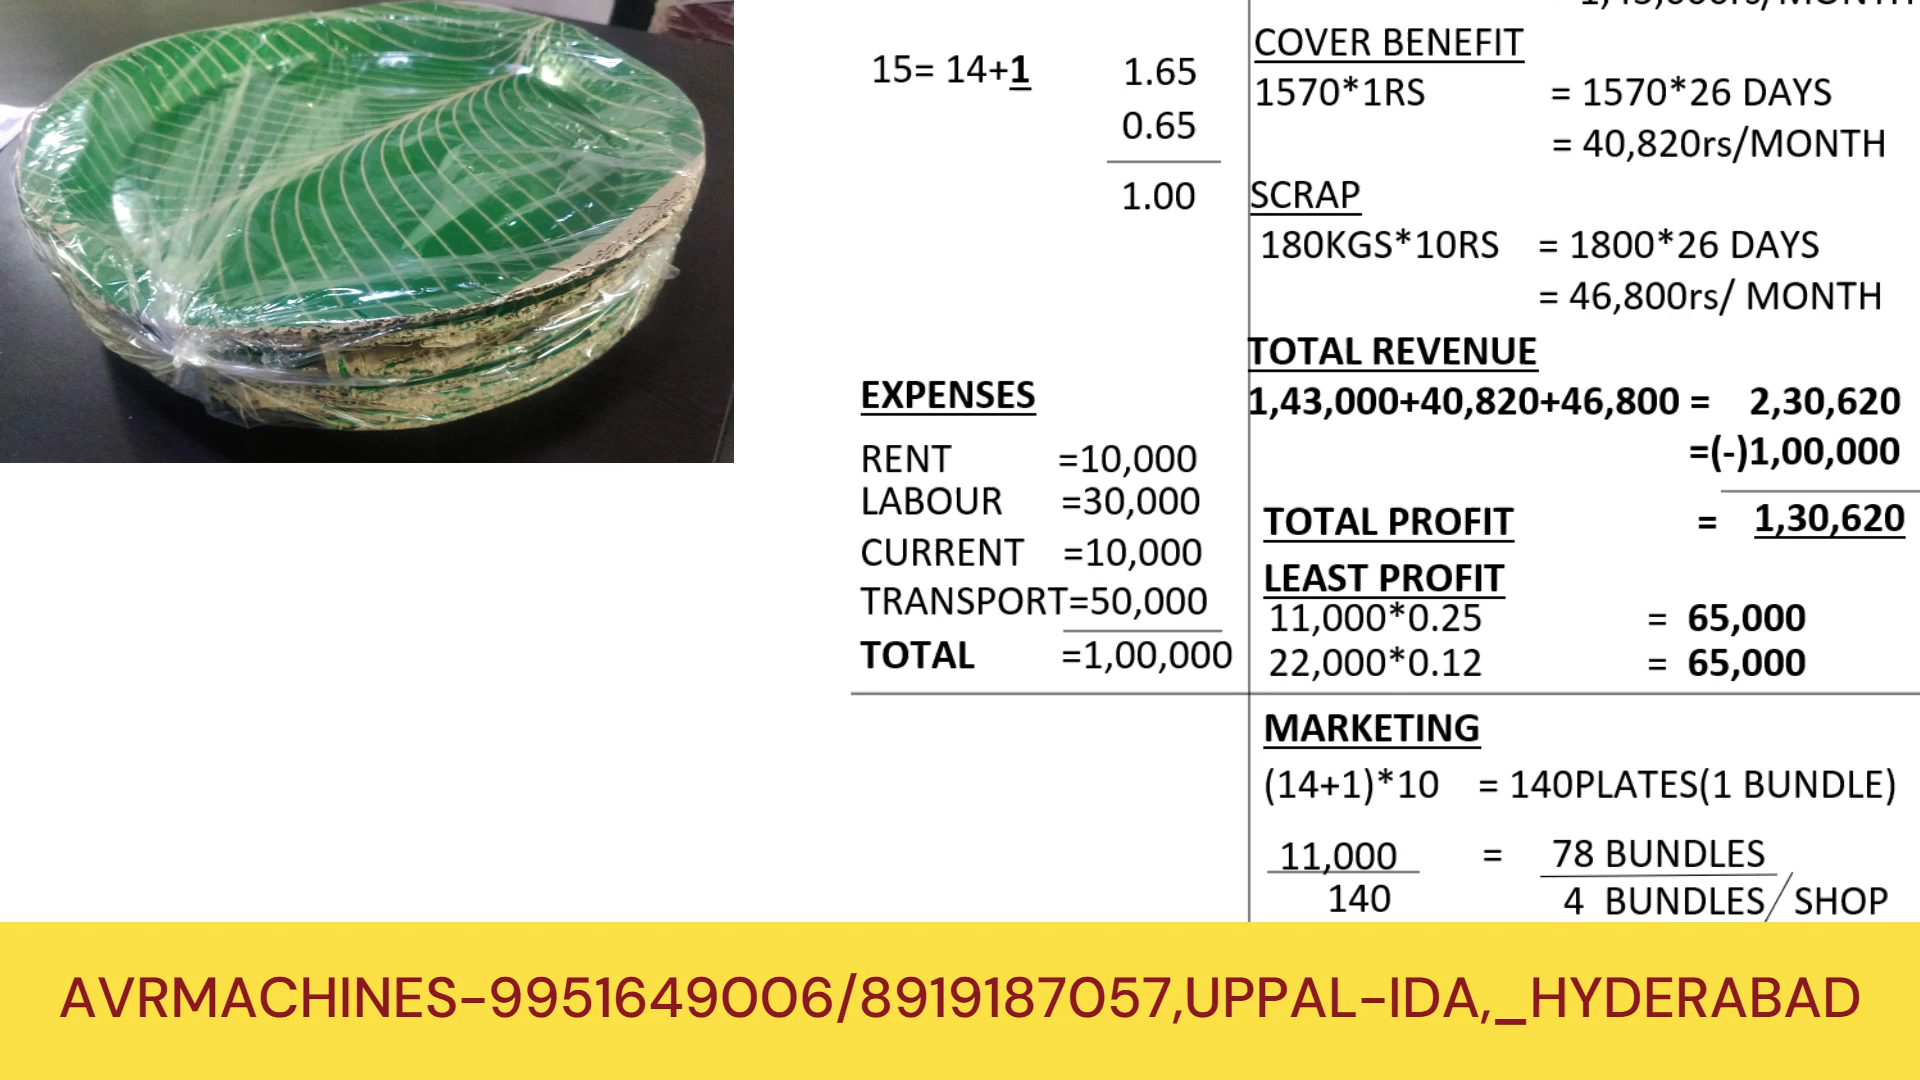 1,43,000rs/MONTH
15= 14+1
1.65
0.65
1.00
EXPENSES
RENT =10,000
LABOUR =30,000
CURRENT =10,000
TRANSPORT=50,000
TOTAL =1,00,000
COVER BENEFIT
1570*1RS = 1570*26 DAYS
= 40,820rs/MONTH
SCRAP
180KGS*10RS = 1800*26 DAYS
= 46,800rs/ MONTH
TOTAL REVENUE
1,43,000+40,820+46,800 = 2,30,620
=(-)1,00,000
TOTAL PROFIT = 1,30,620
LEAST PROFIT
11,000*0.25 = 65,000
22,000*0.12 = 65,000
MARKETING
(14+1)*10 = 140PLATES(1 BUNDLE)
11,000 = 78 BUNDLES
140 4 BUNDLES/SHOP
AVRMACHINES-9951649006/8919187057,UPPAL-IDA,_HYDERABAD